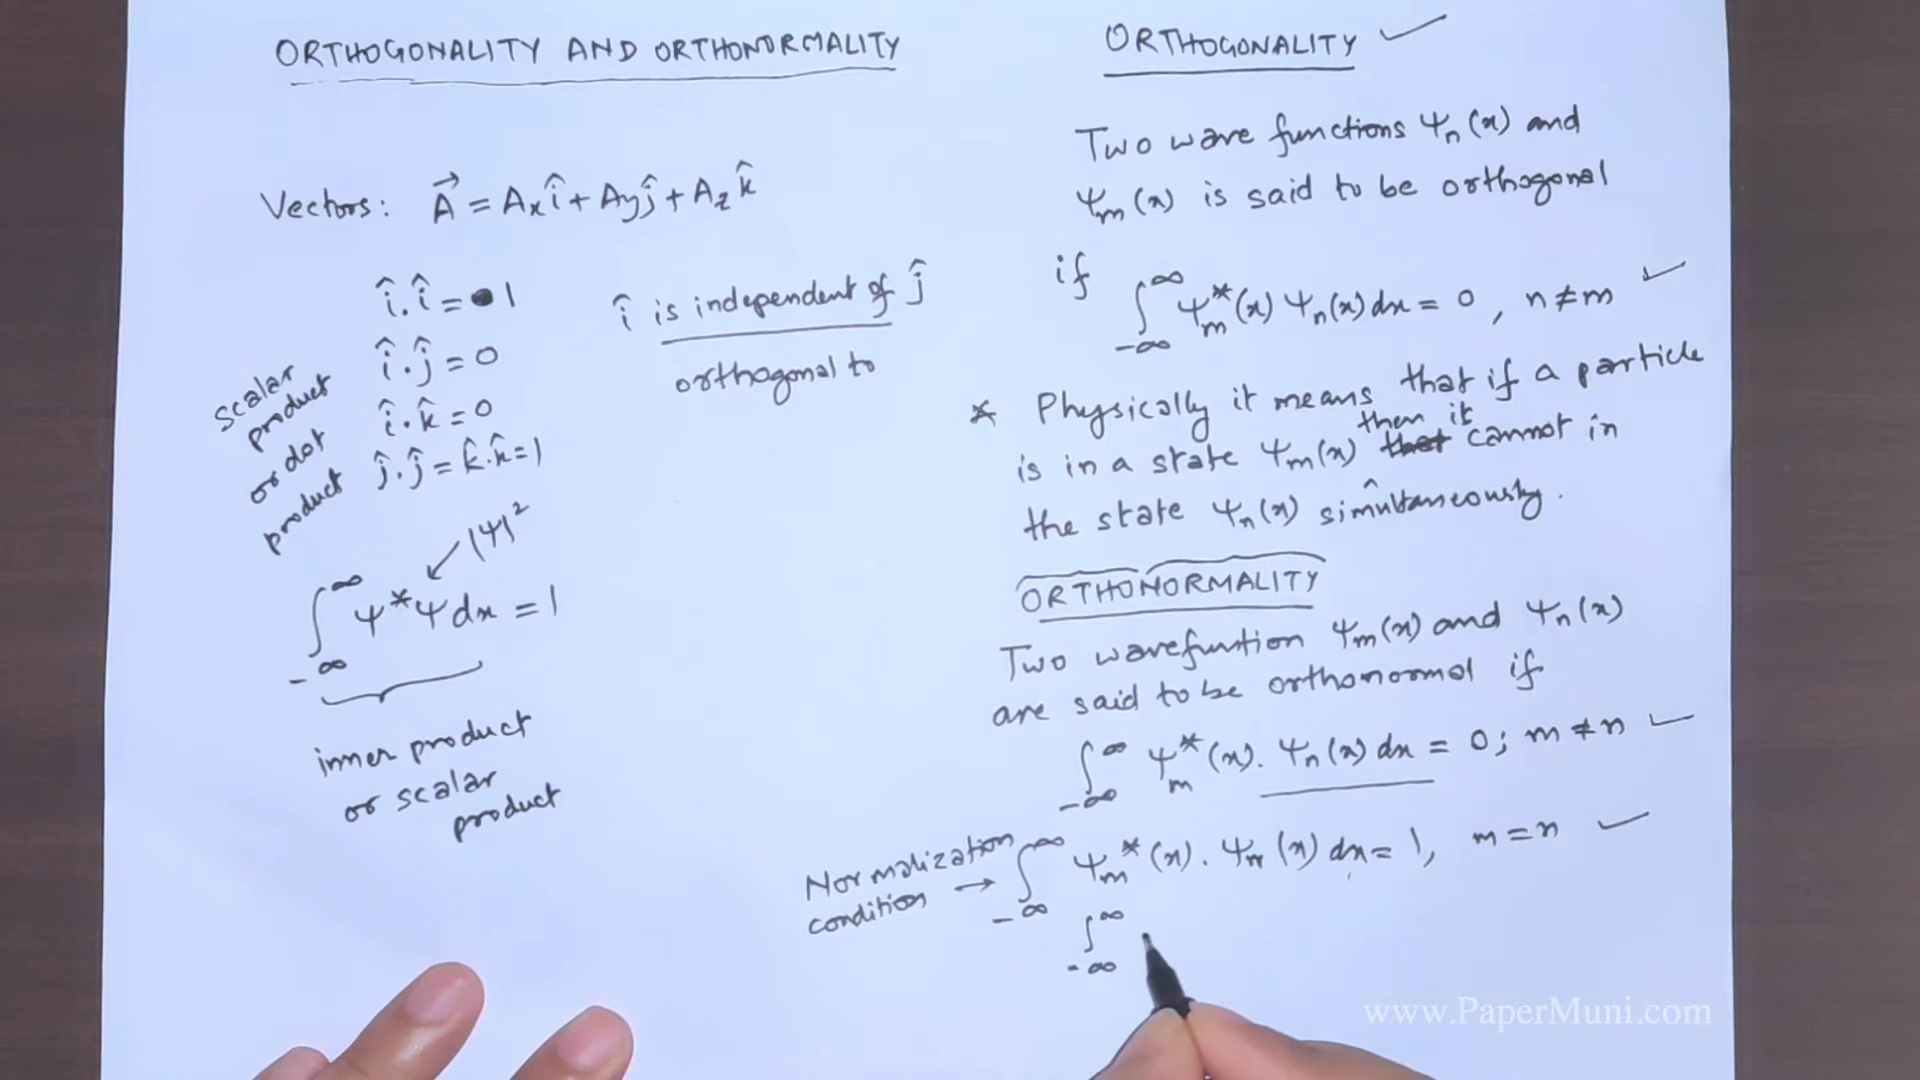 ORTHOGONALITY AND ORTHONORMALITY
Vectors: A⃗ = Axî + Ayĵ + Az k̂
î.î = 1
î.ĵ = 0
î.k̂ = 0
ĵ.ĵ = k̂.k̂ = 1
scalar
product
or dot
product
î is independent of ĵ
orthogonal to
|Ψ|²
∫_{-∞}^{∞} Ψ*Ψ dx = 1
inner product
or scalar
product
ORTHOGONALITY ✓
Two wave functions Ψn(x) and
Ψm(x) is said to be orthogonal
if ∫_{-∞}^{∞} Ψm*(x) Ψn(x) dx = 0, n ≠ m ✓
* Physically it means that if a particle
is in a state Ψm(x) then it cannot in
the state Ψn(x) simultaneously.
ORTHONORMALITY
Two wavefuntion Ψm(x) and Ψn(x)
are said to be orthonormal if
∫_{-∞}^{∞} Ψm*(x). Ψn(x) dx = 0; m ≠ n ✓
Normalization
condition → ∫_{-∞}^{∞} Ψm*(x). Ψm(x) dx = 1, m = n ✓
∫_{-∞}^{∞}
www.PaperMuni.com